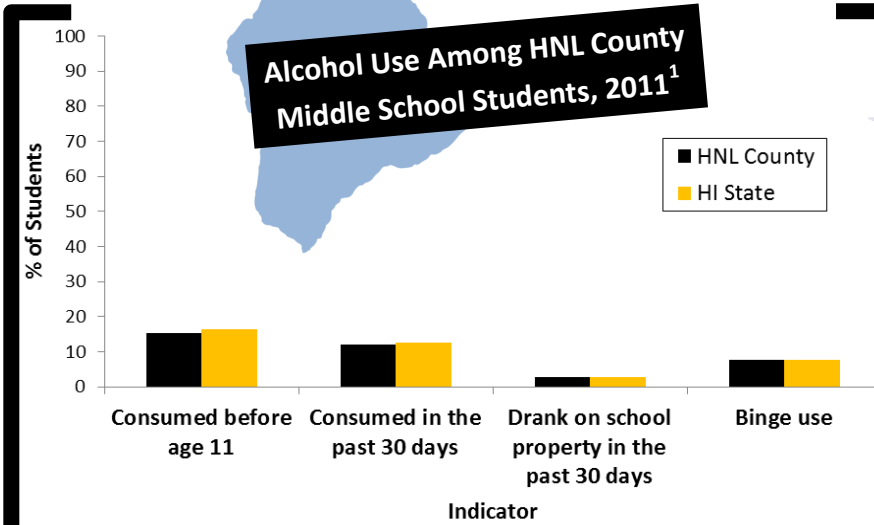 Alcohol Use Among HNL County
Middle School Students, 2011¹
HNL County
HI State
% of Students
100
90
80
70
60
50
40
30
20
10
0
Consumed before
age 11
Consumed in the
past 30 days
Drank on school
property in the
past 30 days
Binge use
Indicator